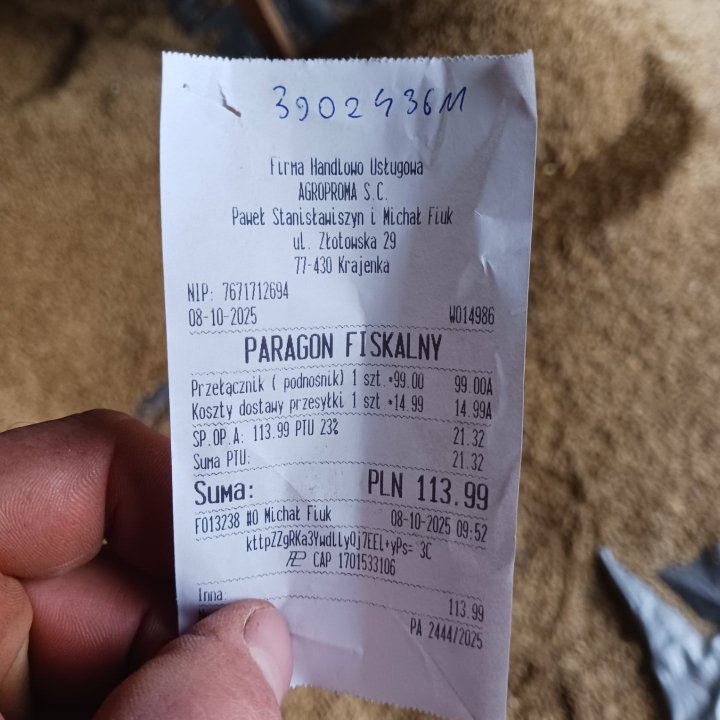 3902436M1
Firma Handlowo Usługowa
AGROPROMA S.C.
Paweł Stanisławiszyn i Michał Fiuk
ul. Złotowska 29
77-430 Krajenka
NIP: 7671712694
08-10-2025 W014986
PARAGON FISKALNY
Przełącznik ( podnośnik) 1 szt.*99.00 99.00A
Koszty dostawy przesyłki 1 szt *14.99 14.99A
SP.OP.A: 113.99 PTU 23% 21.32
Suma PTU: 21.32
Suma: PLN 113.99
F013238 #0 Michał Fiuk 08-10-2025 09:52
kttpZZgRKa3YwdLLyQj7EEL+yPs= 3C
CAP 1701533106
Inna: 113.99
PA 2444/2025